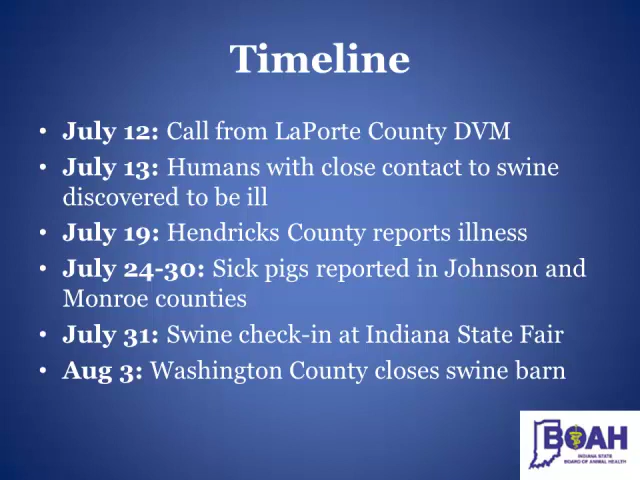 Timeline
• July 12: Call from LaPorte County DVM
• July 13: Humans with close contact to swine
discovered to be ill
• July 19: Hendricks County reports illness
• July 24-30: Sick pigs reported in Johnson and
Monroe counties
• July 31: Swine check-in at Indiana State Fair
• Aug 3: Washington County closes swine barn
BOAH
INDIANA STATE
BOARD OF ANIMAL HEALTH